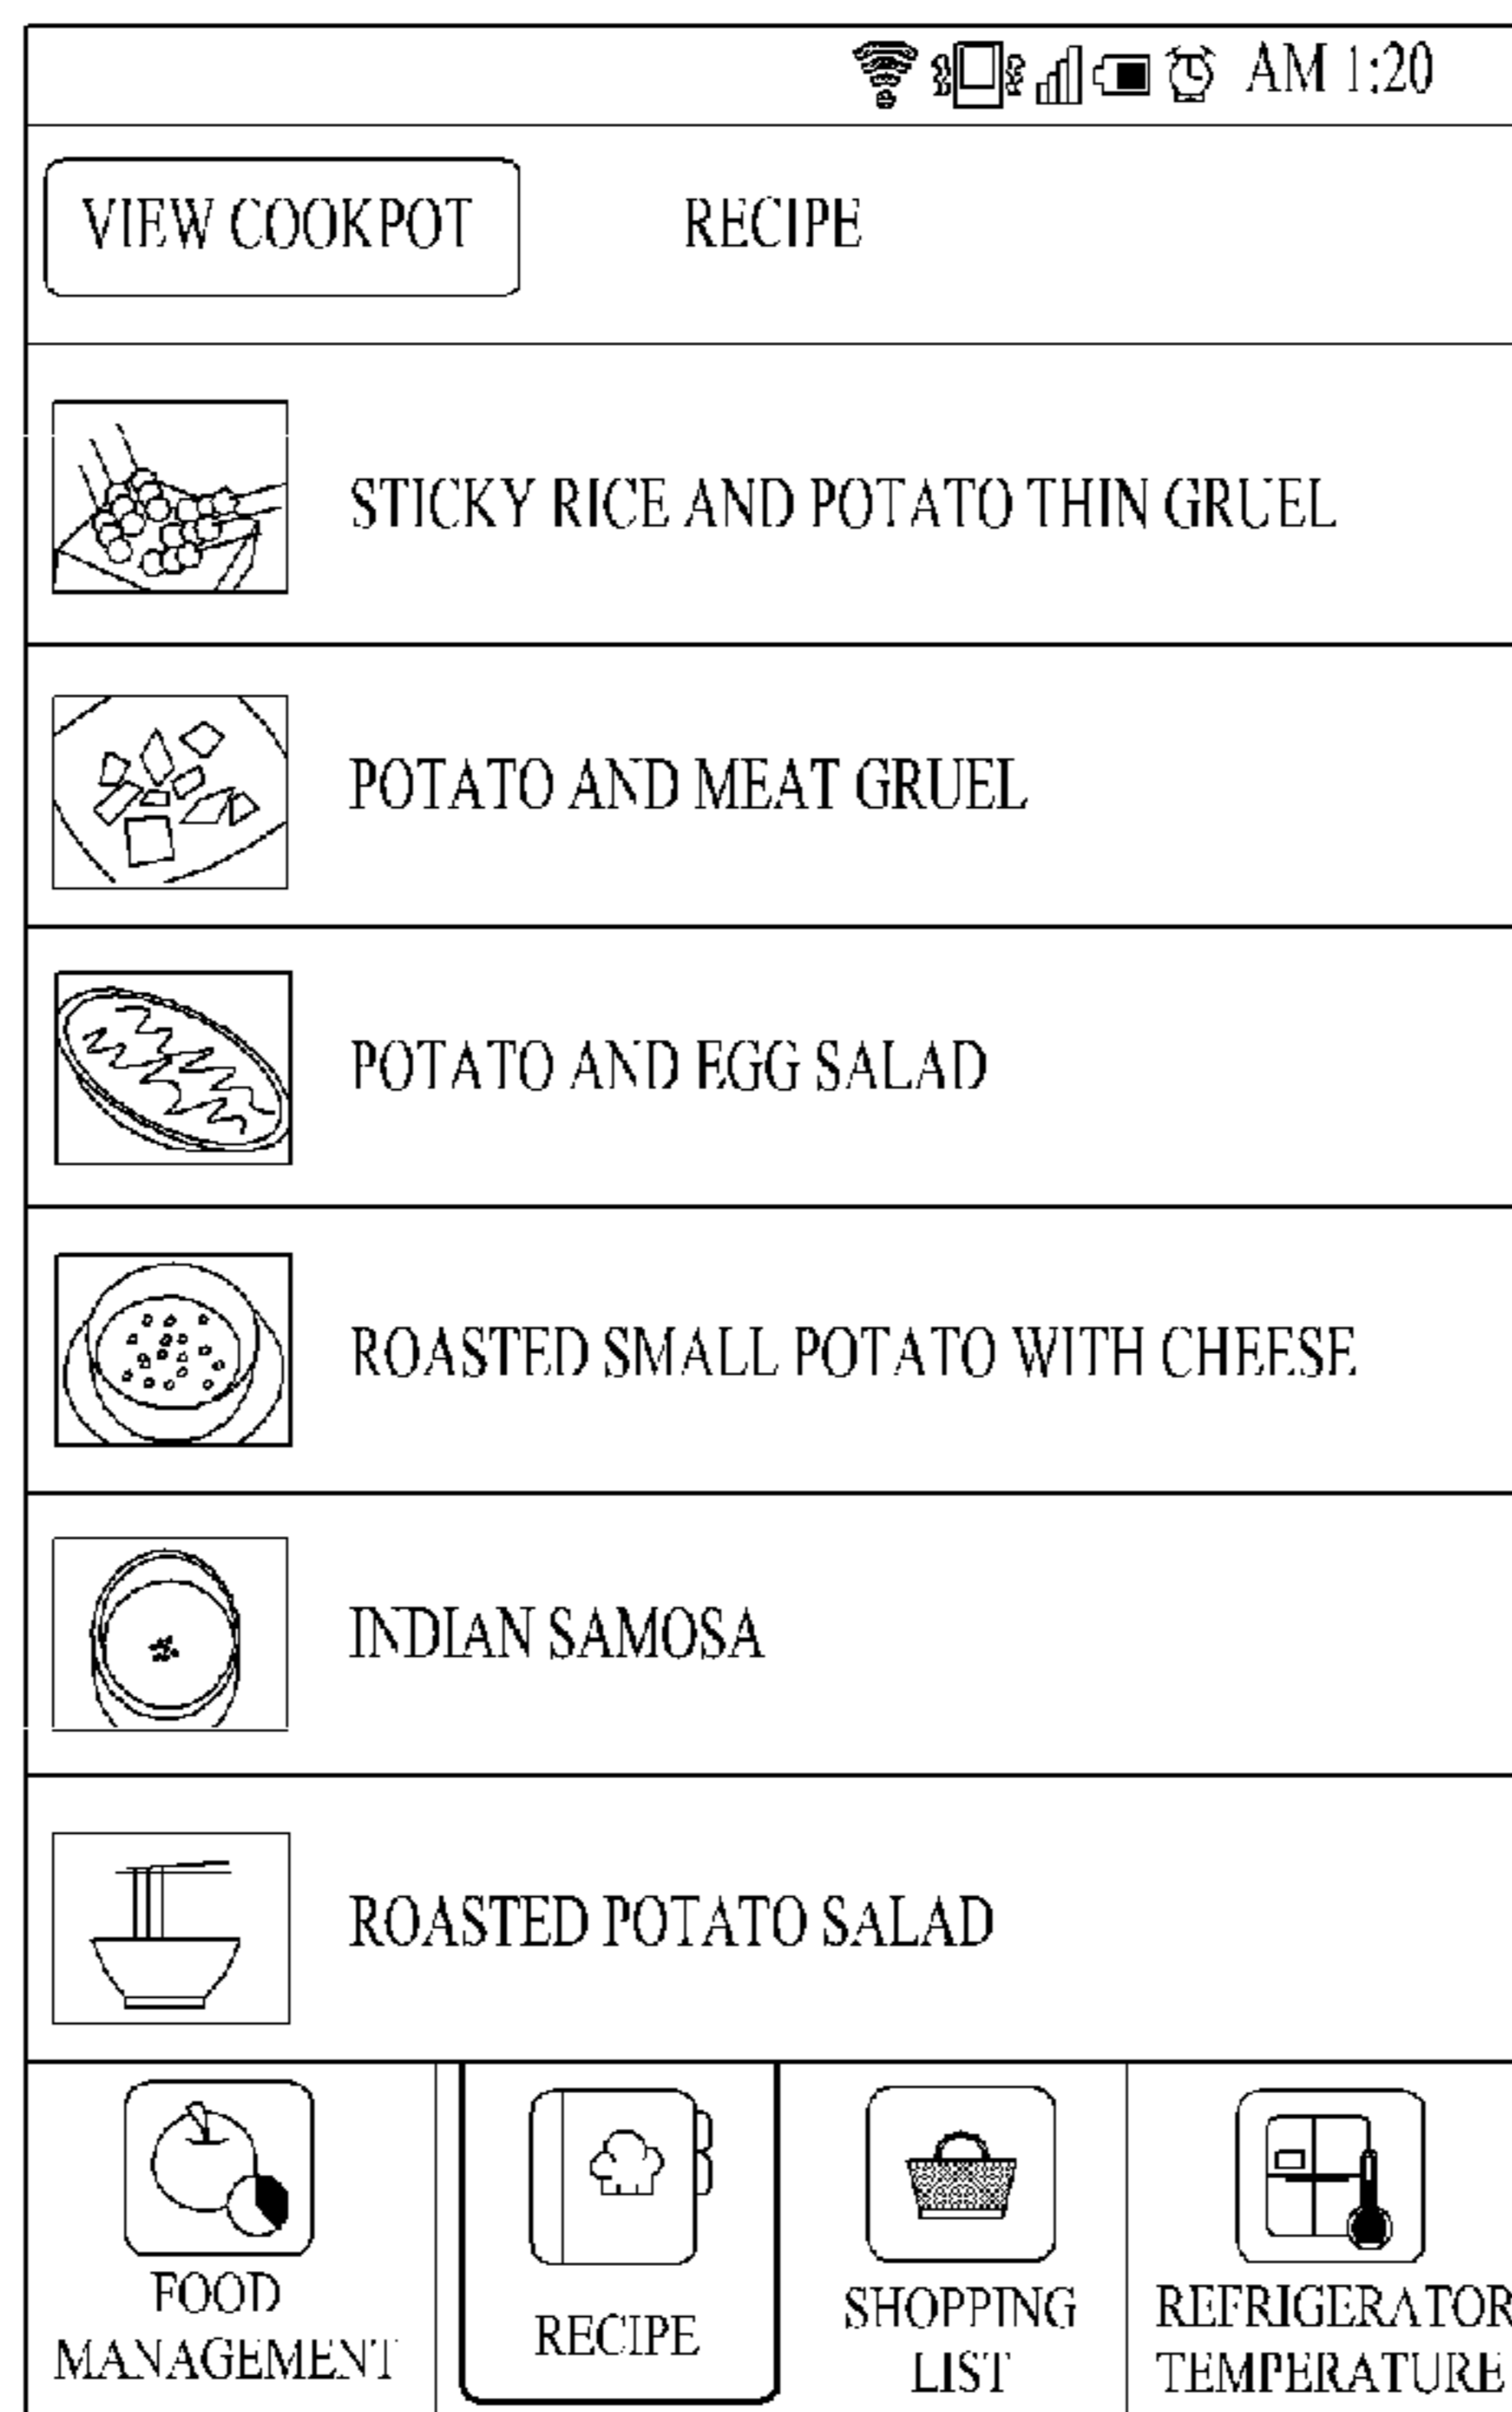 AM 1:20
VIEW COOKPOT RECIPE
STICKY RICE AND POTATO THIN GRUEL
POTATO AND MEAT GRUEL
POTATO AND EGG SALAD
ROASTED SMALL POTATO WITH CHEESE
INDIAN SAMOSA
ROASTED POTATO SALAD
FOOD
MANAGEMENT
RECIPE
SHOPPING
LIST
REFRIGERATOR
TEMPERATURE